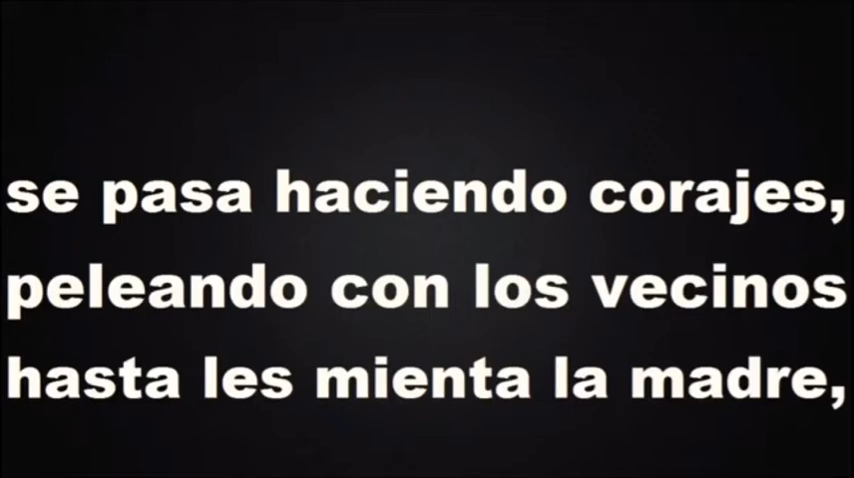 se pasa haciendo corajes,
peleando con los vecinos
hasta les mienta la madre,